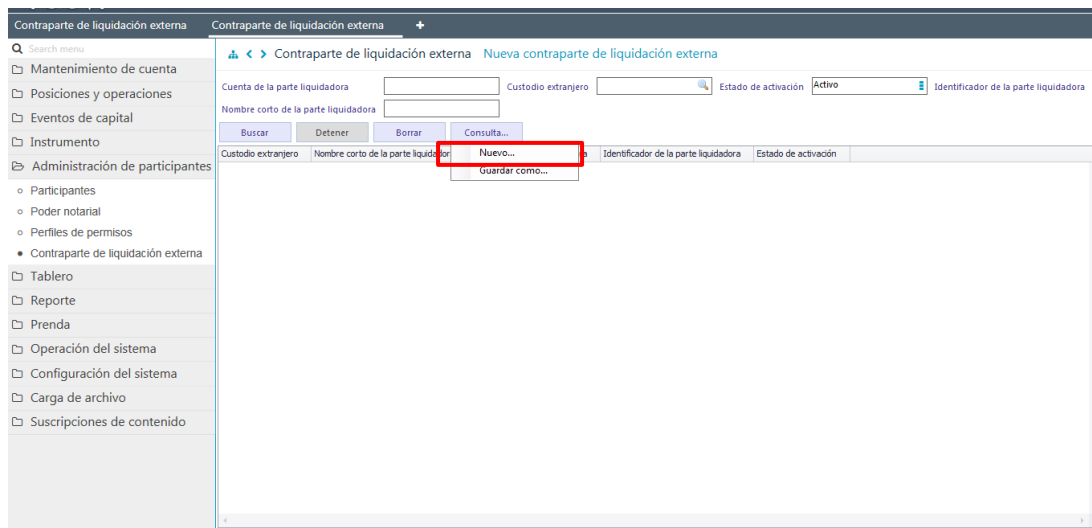 Contraparte de liquidación externa Contraparte de liquidación externa +
Search menu
Mantenimiento de cuenta
Posiciones y operaciones
Eventos de capital
Instrumento
Administración de participantes
Participantes
Poder notarial
Perfiles de permisos
Contraparte de liquidación externa
Tablero
Reporte
Prenda
Operación del sistema
Configuración del sistema
Carga de archivo
Suscripciones de contenido
Contraparte de liquidación externa Nueva contraparte de liquidación externa
Cuenta de la parte liquidadora Custodio extranjero Estado de activación Activo Identificador de la parte liquidadora
Nombre corto de la parte liquidadora
Buscar Detener Borrar Consulta...
Custodio extranjero Nombre corto de la parte liquidador Identificador de la parte liquidadora Estado de activación
Nuevo...
Guardar como...